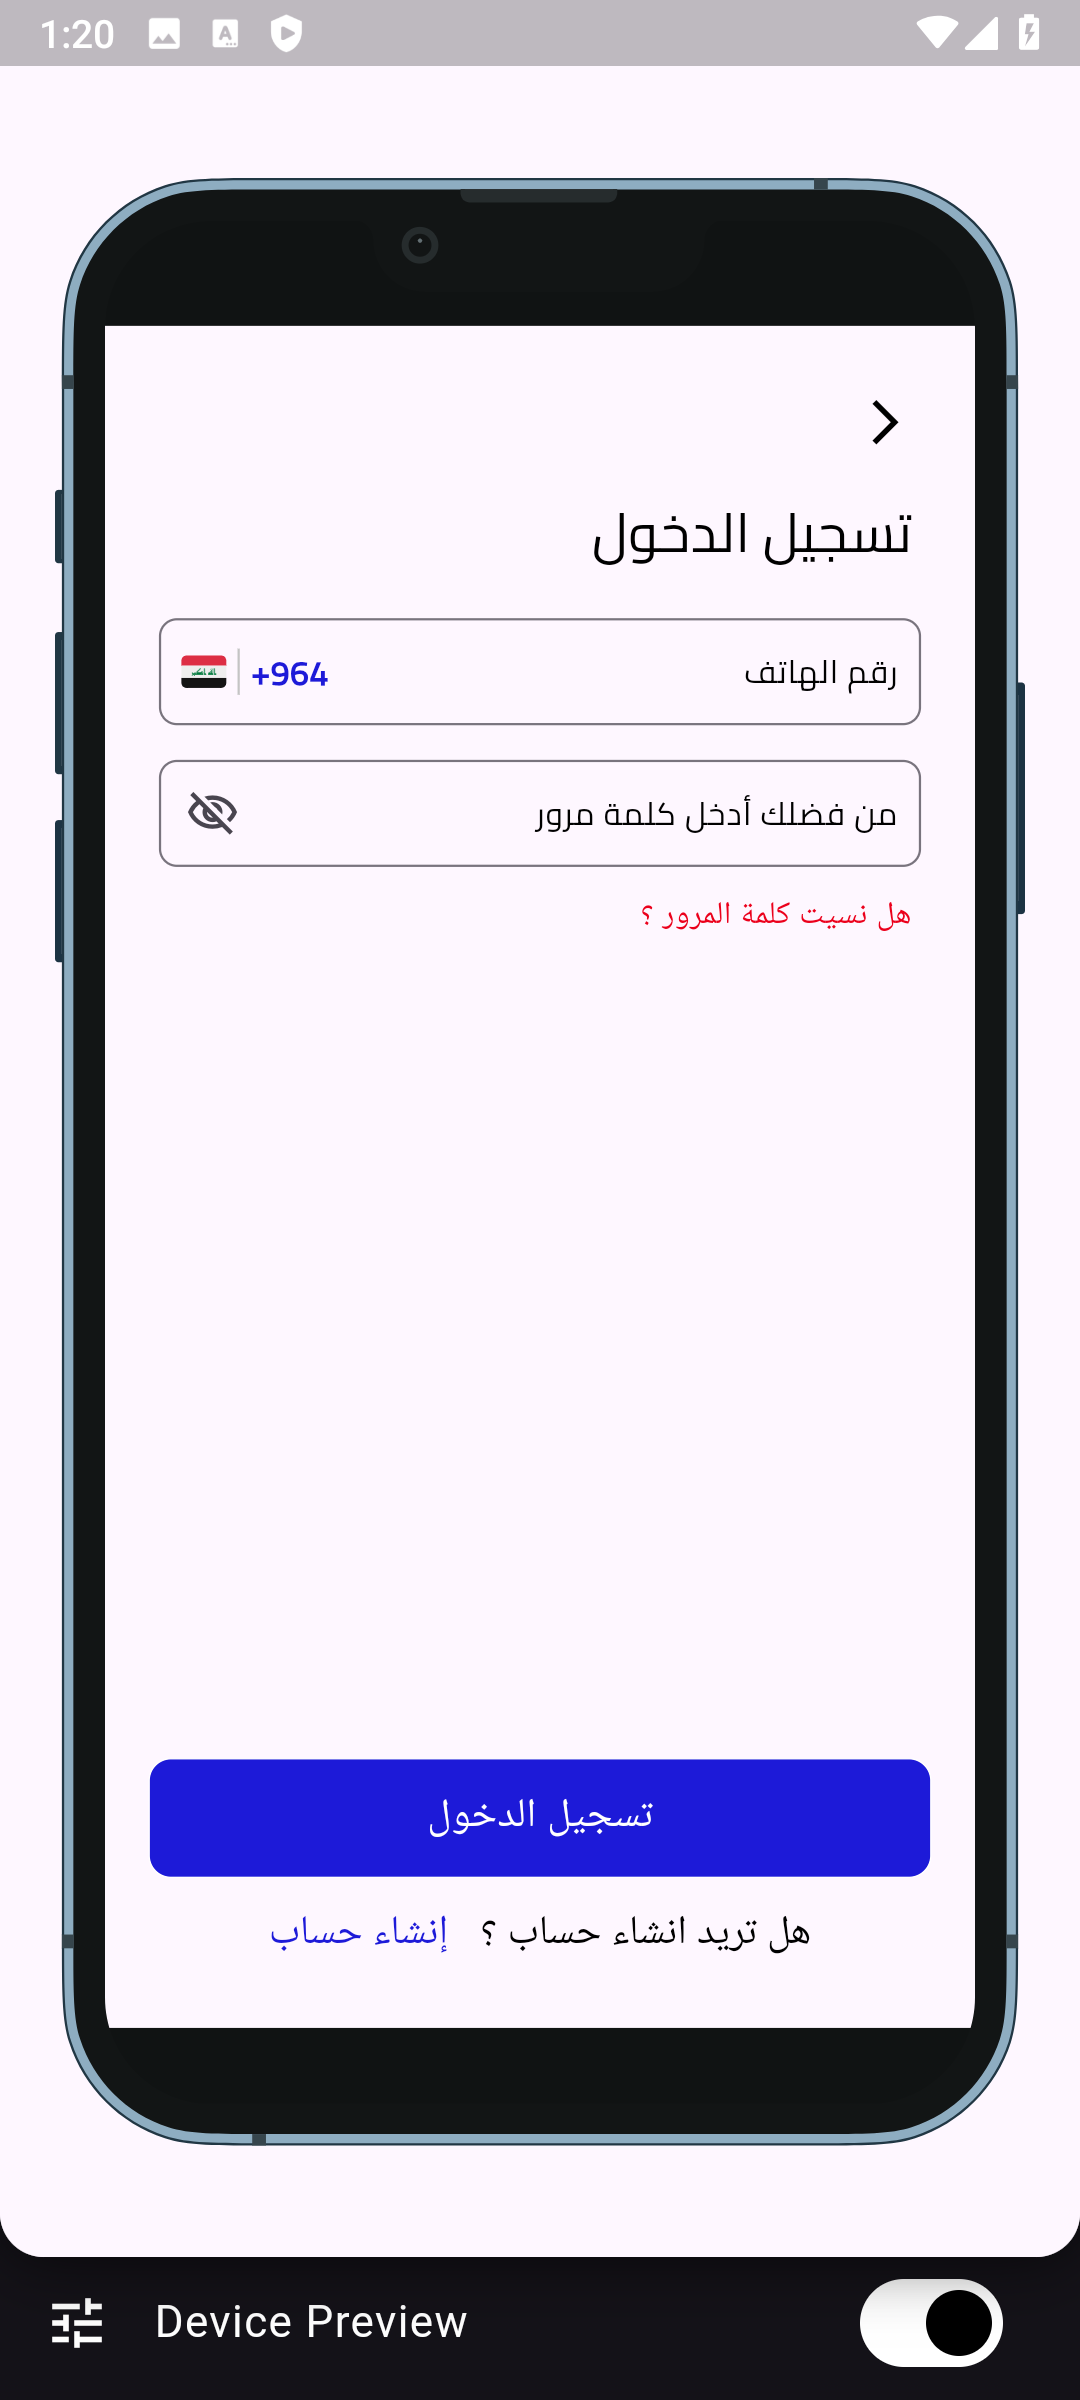 1:20
تسجيل الدخول
رقم الهاتف +964
من فضلك أدخل كلمة مرور
هل نسيت كلمة المرور ؟
تسجيل الدخول
هل تريد انشاء حساب ؟ إنشاء حساب
Device Preview